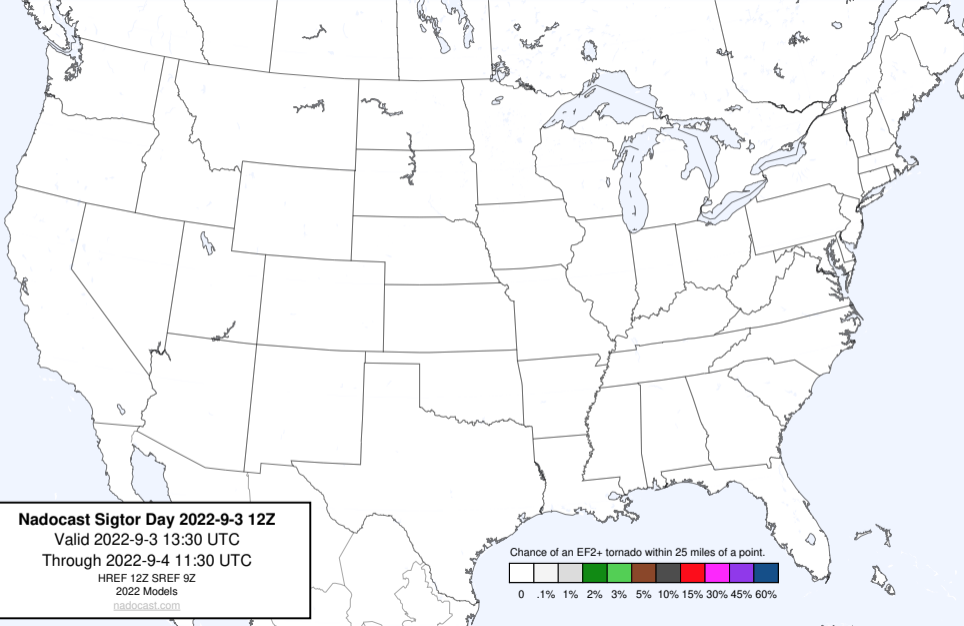 Nadocast Sigtor Day 2022-9-3 12Z
Valid 2022-9-3 13:30 UTC
Through 2022-9-4 11:30 UTC
HREF 12Z SREF 9Z
2022 Models
nadocast.com
Chance of an EF2+ tornado within 25 miles of a point.
0 .1% 1% 2% 3% 5% 10% 15% 30% 45% 60%